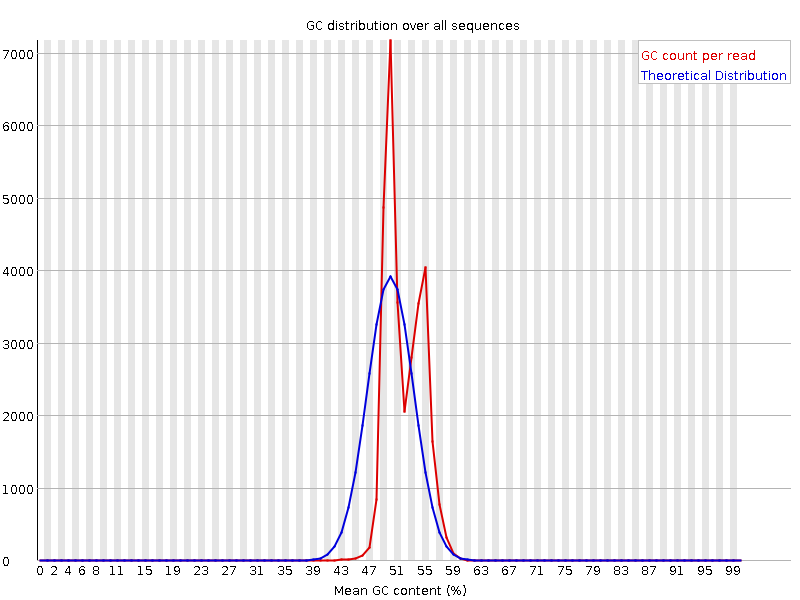 GC distribution over all sequences
GC count per read
Theoretical Distribution
7000
6000
5000
4000
3000
2000
1000
0
0 2 4 6 8 11 15 19 23 27 31 35 39 43 47 51 55 59 63 67 71 75 79 83 87 91 95 99
Mean GC content (%)